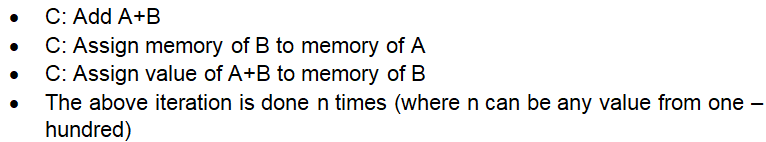 • C: Add A+B
• C: Assign memory of B to memory of A
• C: Assign value of A+B to memory of B
• The above iteration is done n times (where n can be any value from one –
hundred)